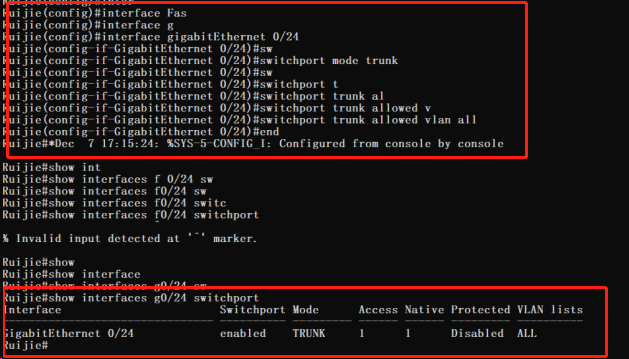 Ruijie(config)#interface Fas
Ruijie(config)#interface g
Ruijie(config)#interface gigabitEthernet 0/24
Ruijie(config-if-GigabitEthernet 0/24)#sw
Ruijie(config-if-GigabitEthernet 0/24)#switchport mode trunk
Ruijie(config-if-GigabitEthernet 0/24)#sw
Ruijie(config-if-GigabitEthernet 0/24)#switchport t
Ruijie(config-if-GigabitEthernet 0/24)#switchport trunk al
Ruijie(config-if-GigabitEthernet 0/24)#switchport trunk allowed v
Ruijie(config-if-GigabitEthernet 0/24)#switchport trunk allowed vlan all
Ruijie(config-if-GigabitEthernet 0/24)#end
Ruijie#*Dec  7 17:15:24: %SYS-5-CONFIG_I: Configured from console by console
Ruijie#show int
Ruijie#show interfaces f 0/24 sw
Ruijie#show interfaces f0/24 sw
Ruijie#show interfaces f0/24 switc
Ruijie#show interfaces f0/24 switchport
^
% Invalid input detected at '^' marker.
Ruijie#show
Ruijie#show interface
Ruijie#show interfaces g0/24 sw
Ruijie#show interfaces g0/24 switchport
Interface Switchport Mode Access Native Protected VLAN lists
GigabitEthernet 0/24 enabled TRUNK 1 1 Disabled ALL
Ruijie#